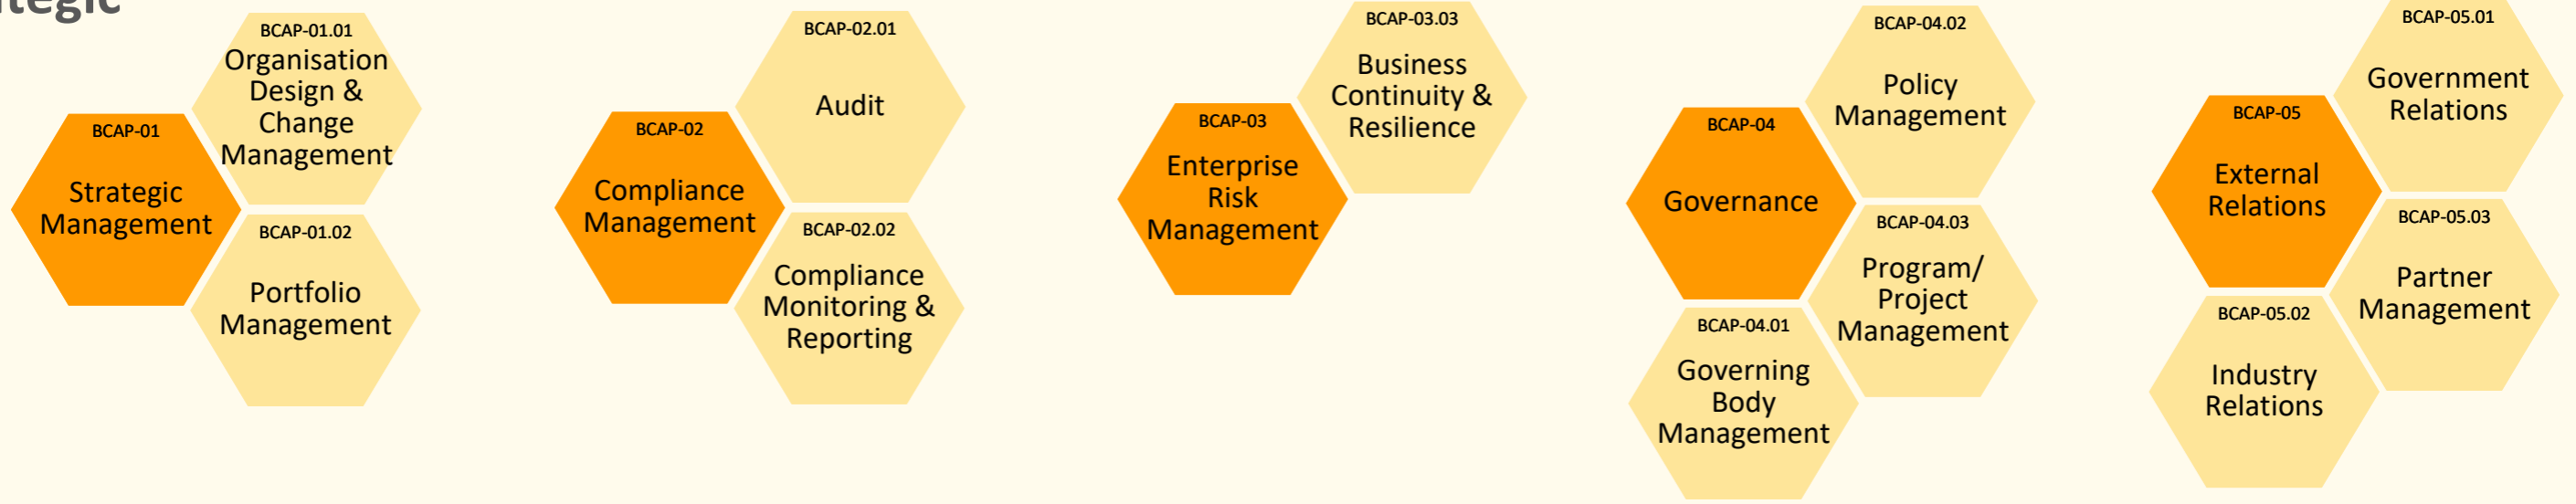 tegic
BCAP-01
Strategic
Management
BCAP-01.01
Organisation
Design &
Change
Management
BCAP-01.02
Portfolio
Management
BCAP-02
Compliance
Management
BCAP-02.01
Audit
BCAP-02.02
Compliance
Monitoring &
Reporting
BCAP-03
Enterprise
Risk
Management
BCAP-03.03
Business
Continuity &
Resilience
BCAP-04
Governance
BCAP-04.02
Policy
Management
BCAP-04.03
Program/
Project
Management
BCAP-04.01
Governing
Body
Management
BCAP-05
External
Relations
BCAP-05.01
Government
Relations
BCAP-05.03
Partner
Management
BCAP-05.02
Industry
Relations